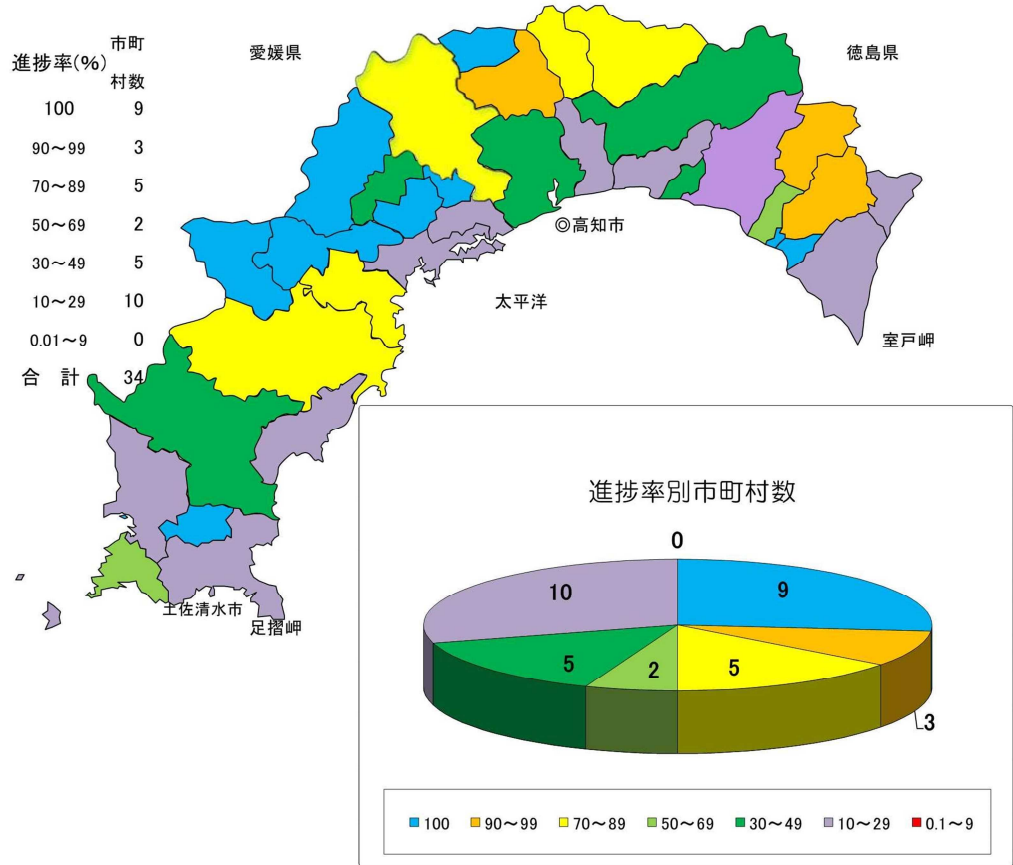 市町
村数
進捗率(%)
100 9
90～99 3
70～89 5
50～69 2
30～49 5
10～29 10
0.01～9 0
合 計 34
愛媛県
徳島県
◎高知市
太平洋
室戸岬
土佐清水市
足摺岬
進捗率別市町村数
0
10
9
5
2
5
3
100 90～99 70～89 50～69 30～49 10～29 0.1～9